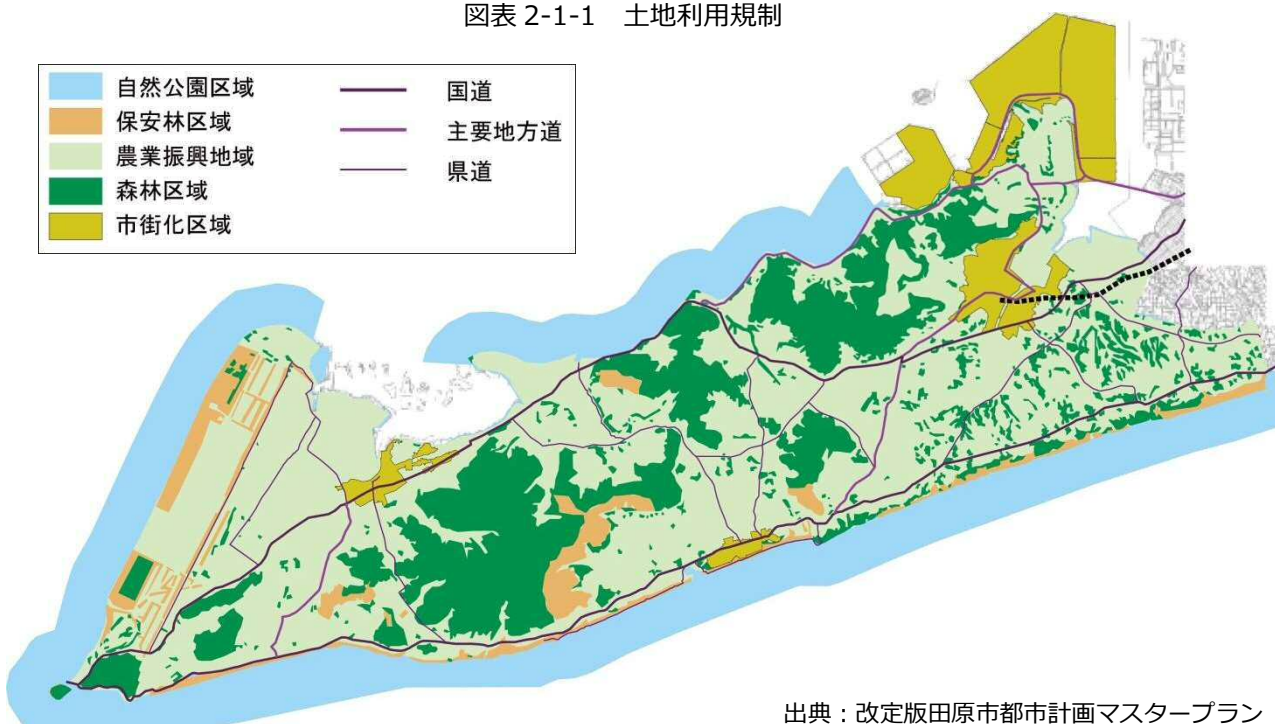 図表 2-1-1 土地利用規制
自然公園区域
保安林区域
農業振興地域
森林区域
市街化区域
国道
主要地方道
県道
出典：改定版田原市都市計画マスタープラン